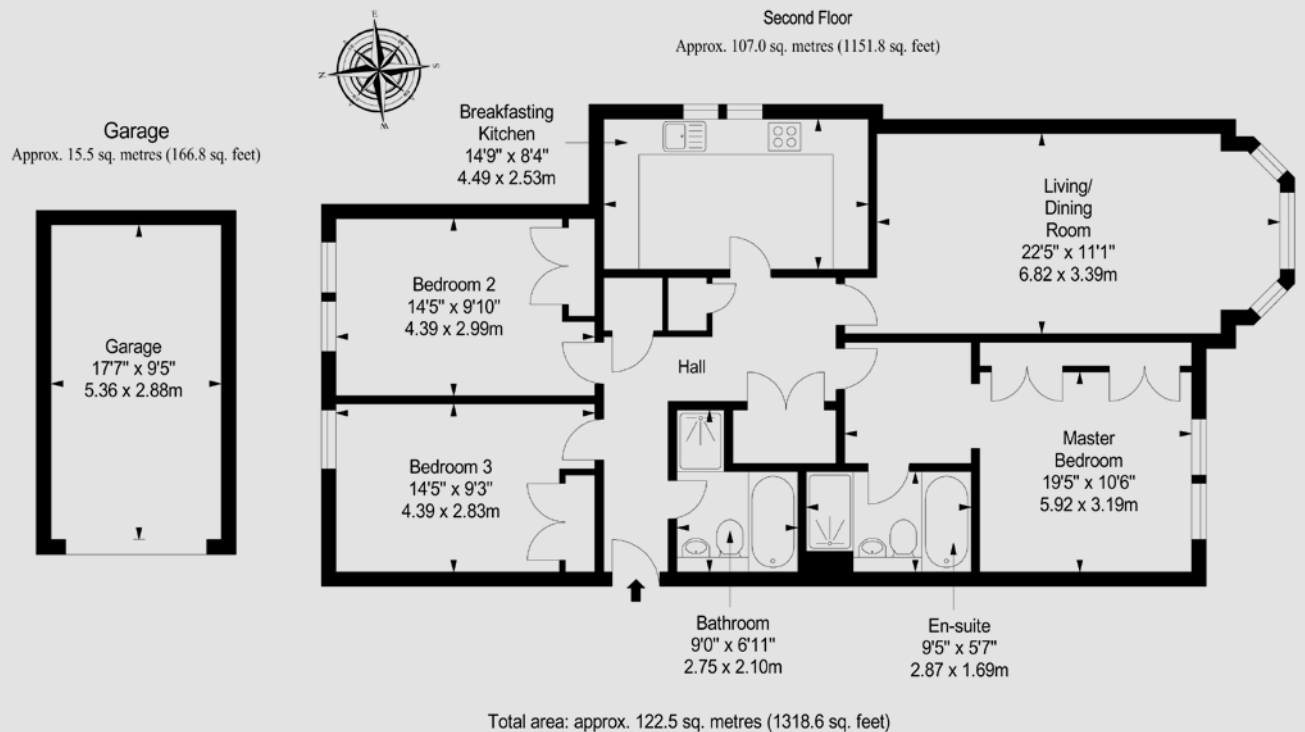 Second Floor
Approx. 107.0 sq. metres (1151.8 sq. feet)
E
N
S
W
Garage
Approx. 15.5 sq. metres (166.8 sq. feet)
Breakfasting
Kitchen
14'9" x 8'4"
4.49 x 2.53m
Living/
Dining
Room
22'5" x 11'1"
6.82 x 3.39m
Bedroom 2
14'5" x 9'10"
4.39 x 2.99m
Garage
17'7" x 9'5"
5.36 x 2.88m
Hall
Bedroom 3
14'5" x 9'3"
4.39 x 2.83m
Master
Bedroom
19'5" x 10'6"
5.92 x 3.19m
Bathroom
9'0" x 6'11"
2.75 x 2.10m
En-suite
9'5" x 5'7"
2.87 x 1.69m
Total area: approx. 122.5 sq. metres (1318.6 sq. feet)